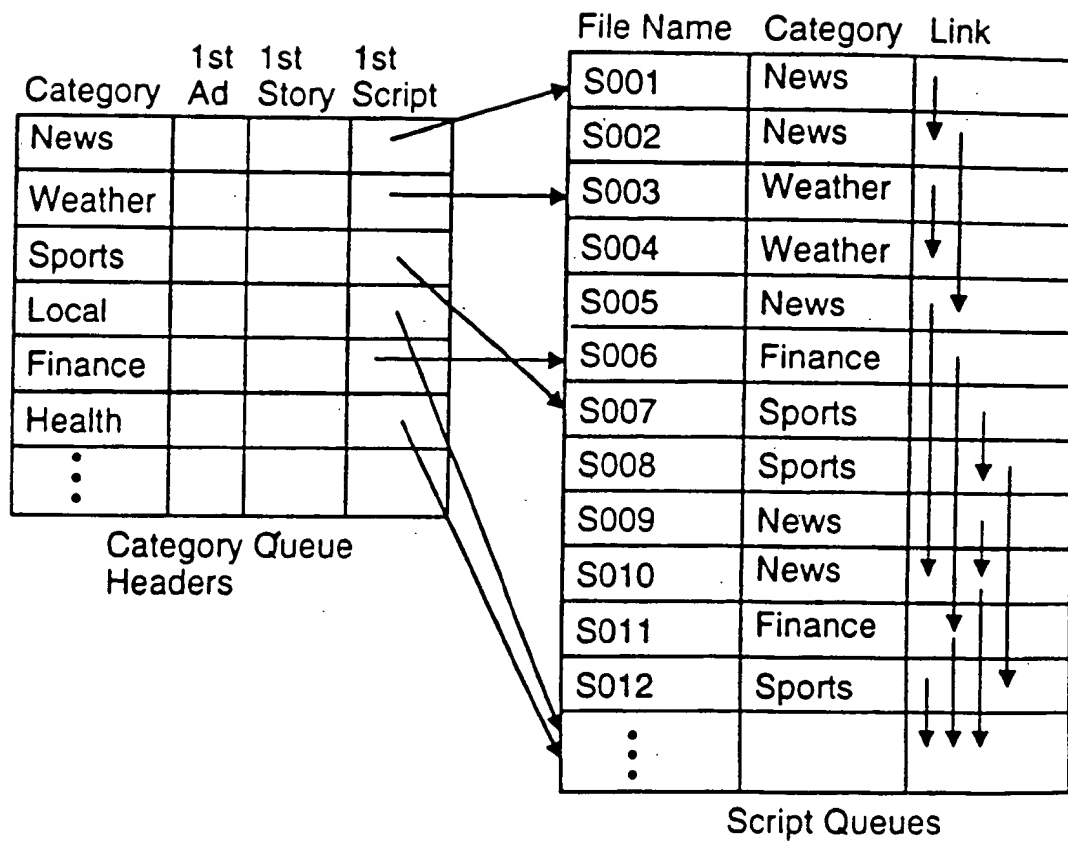 Category 1st Ad 1st Story 1st Script
News
Weather
Sports
Local
Finance
Health
Category Queue
Headers
File Name Category Link
S001 News
S002 News
S003 Weather
S004 Weather
S005 News
S006 Finance
S007 Sports
S008 Sports
S009 News
S010 News
S011 Finance
S012 Sports
Script Queues